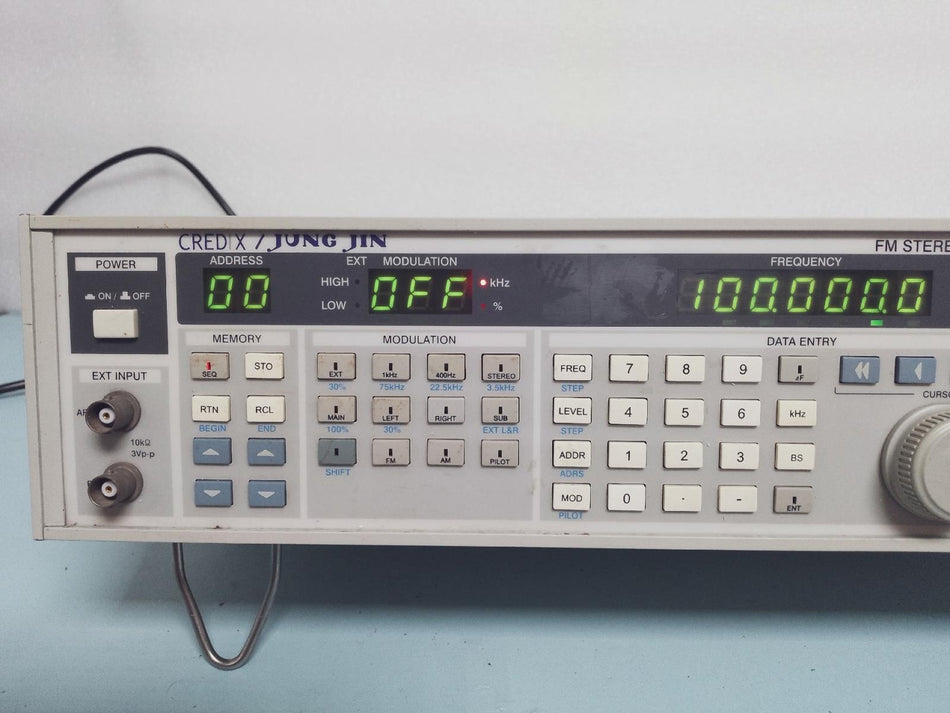 CREDIX / JUNG JIN
FM STERE
POWER
ON / OFF
ADDRESS
00
EXT MODULATION
HIGH
LOW
OFF
kHz
%
FREQUENCY
100.000.0
EXT INPUT
AF
10kΩ
3Vp-p
MEMORY
SEQ STO
RTN RCL
BEGIN END
MODULATION
EXT 1kHz 400Hz STEREO
30% 75kHz 22.5kHz 3.5kHz
MAIN LEFT RIGHT SUB
100% 30% EXT L&R
FM AM PILOT
SHIFT
DATA ENTRY
FREQ 7 8 9 ⊿F
STEP
LEVEL 4 5 6 kHz
STEP
ADDR 1 2 3 BS
ADRS
MOD 0 · - ENT
PILOT
CURSO